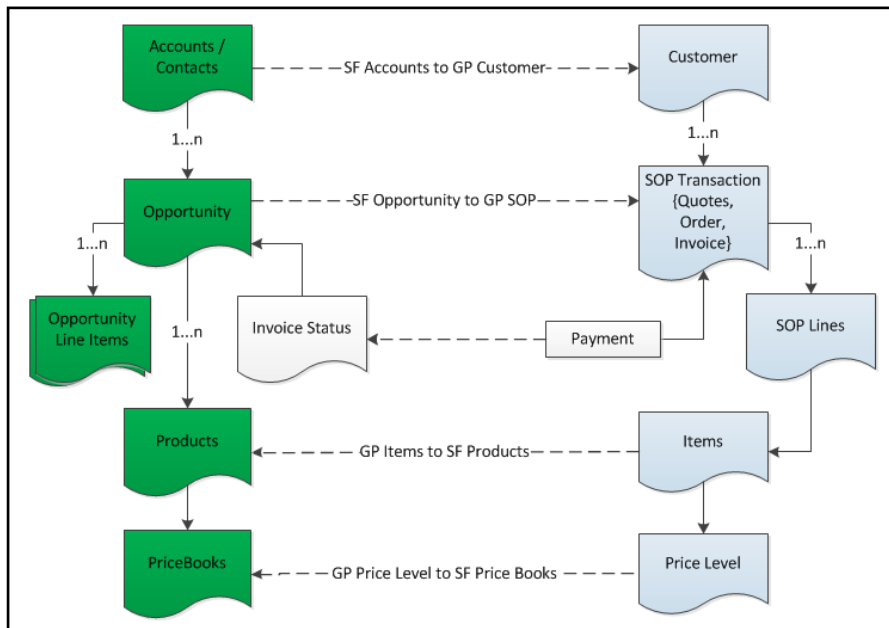 Accounts /
Contacts
SF Accounts to GP Customer
Customer
1...n
1...n
Opportunity
SF Opportunity to GP SOP
SOP Transaction
{Quotes,
Order,
Invoice}
1...n
1...n
Opportunity
Line Items
1...n
Invoice Status
Payment
SOP Lines
Products
GP Items to SF Products
Items
PriceBooks
GP Price Level to SF Price Books
Price Level